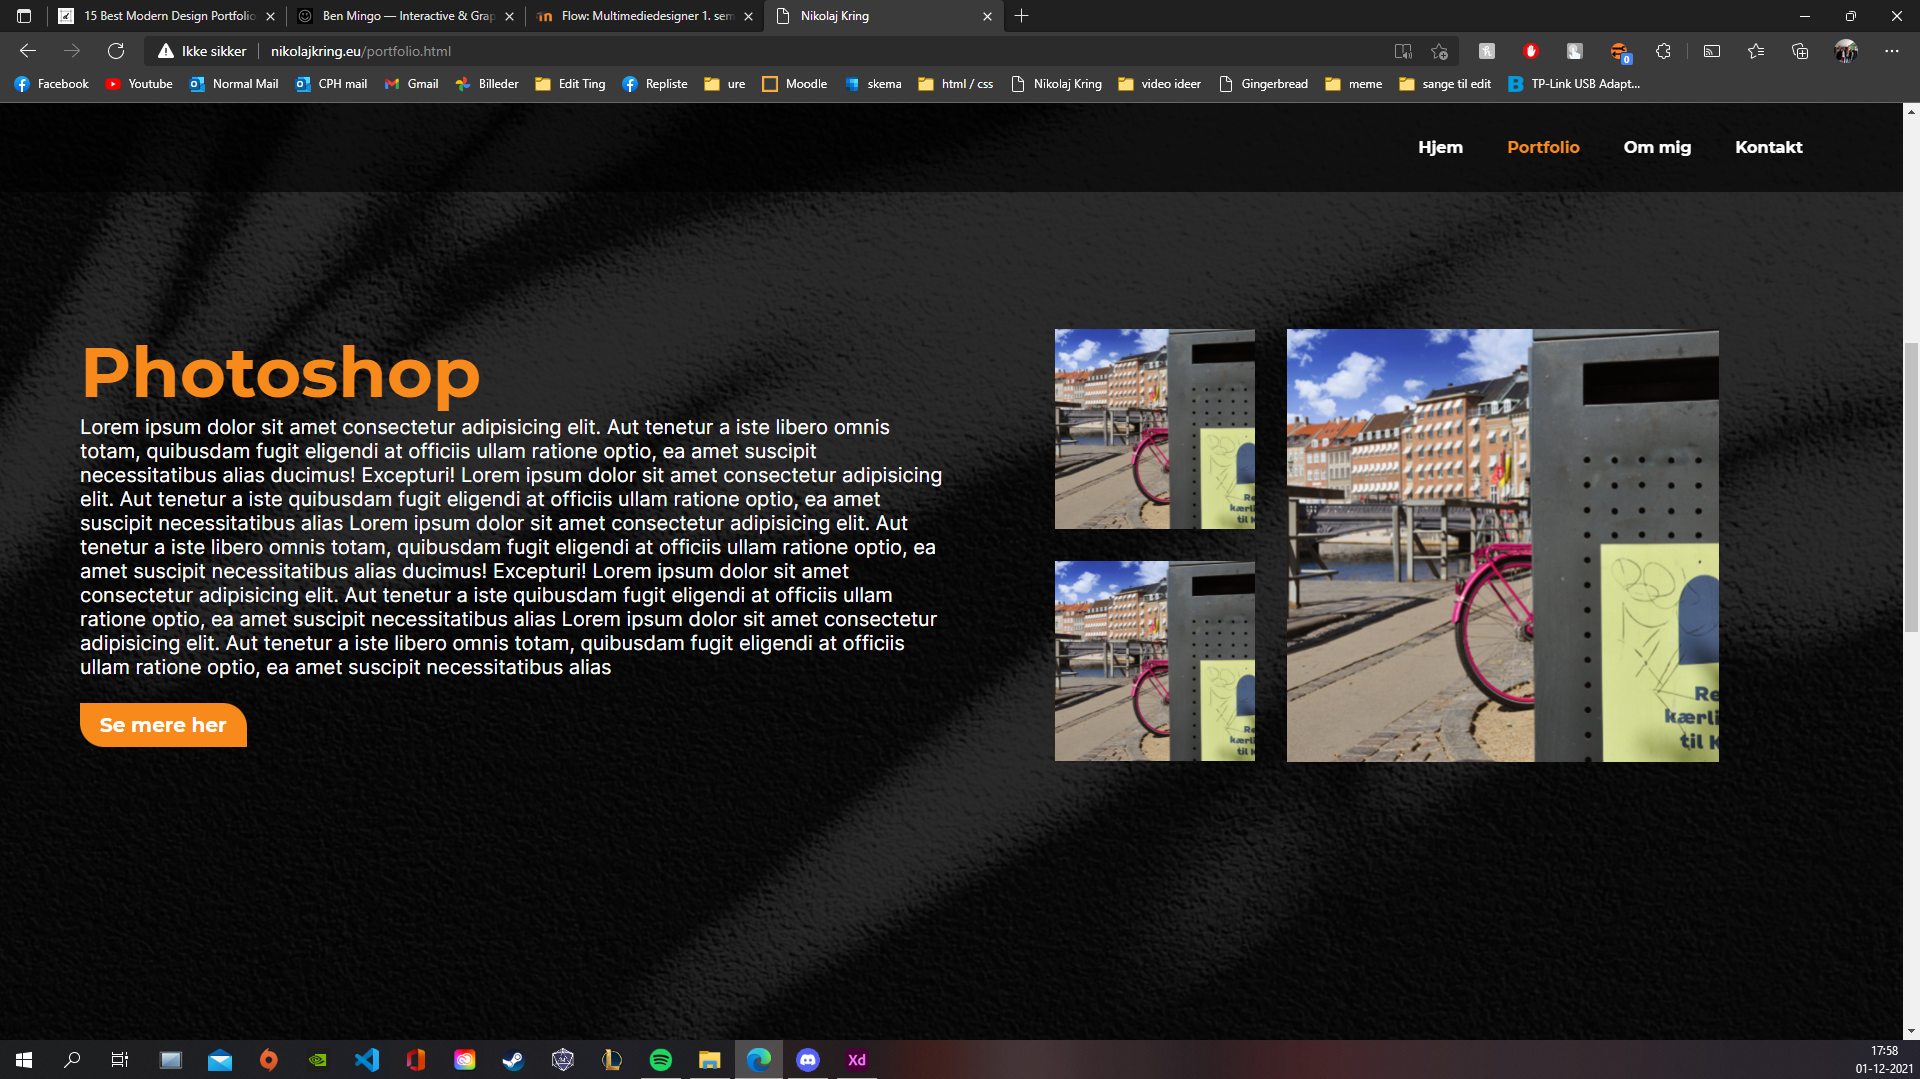 15 Best Modern Design Portfolio
Ben Mingo — Interactive & Grap
Flow: Multimediedesigner 1. sem
Nikolaj Kring
Ikke sikker
nikolajkring.eu/portfolio.html
0
Facebook
Youtube
Normal Mail
CPH mail
Gmail
Billeder
Edit Ting
Repliste
ure
Moodle
skema
html / css
Nikolaj Kring
video ideer
Gingerbread
meme
sange til edit
TP-Link USB Adapt...
Hjem
Portfolio
Om mig
Kontakt
Photoshop
Lorem ipsum dolor sit amet consectetur adipisicing elit. Aut tenetur a iste libero omnis
totam, quibusdam fugit eligendi at officiis ullam ratione optio, ea amet suscipit
necessitatibus alias ducimus! Excepturi! Lorem ipsum dolor sit amet consectetur adipisicing
elit. Aut tenetur a iste quibusdam fugit eligendi at officiis ullam ratione optio, ea amet
suscipit necessitatibus alias Lorem ipsum dolor sit amet consectetur adipisicing elit. Aut
tenetur a iste libero omnis totam, quibusdam fugit eligendi at officiis ullam ratione optio, ea
amet suscipit necessitatibus alias ducimus! Excepturi! Lorem ipsum dolor sit amet
consectetur adipisicing elit. Aut tenetur a iste quibusdam fugit eligendi at officiis ullam
ratione optio, ea amet suscipit necessitatibus alias Lorem ipsum dolor sit amet consectetur
adipisicing elit. Aut tenetur a iste libero omnis totam, quibusdam fugit eligendi at officiis
ullam ratione optio, ea amet suscipit necessitatibus alias
Se mere her
Re
kærli
til K
Re
kærli
til K
Re
kærli
til K
Xd
17:58
01-12-2021